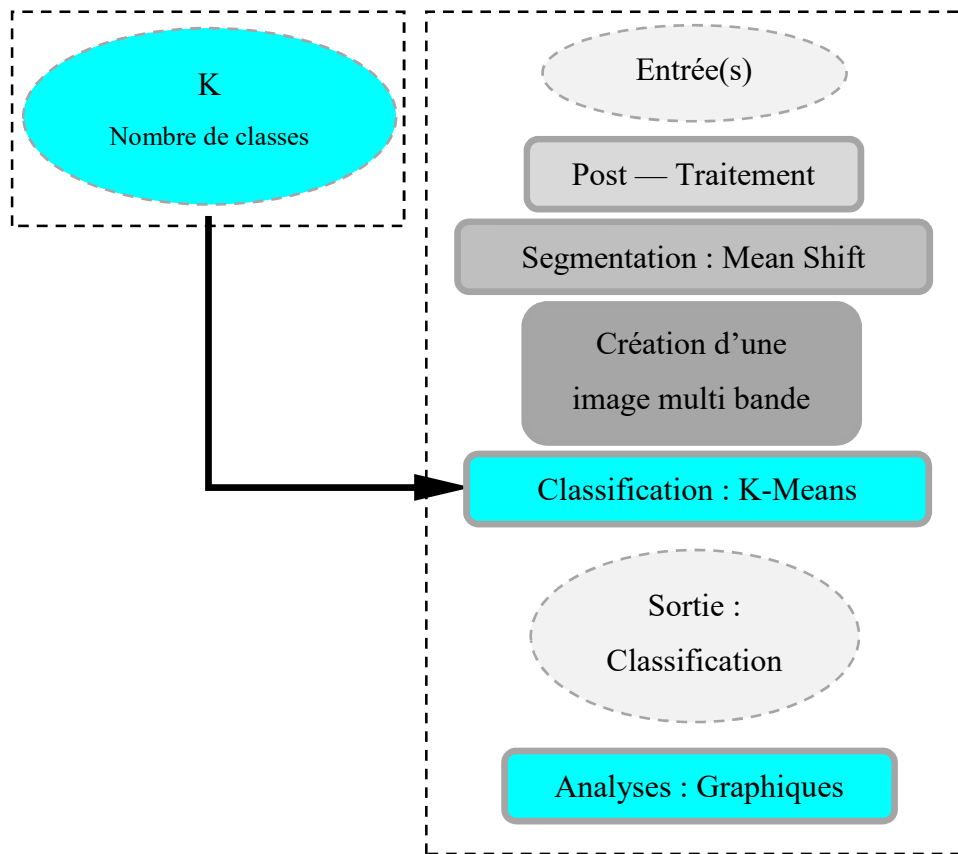 K
Nombre de classes
Entrée(s)
Post — Traitement
Segmentation : Mean Shift
Création d’une
image multi bande
Classification : K-Means
Sortie :
Classification
Analyses : Graphiques